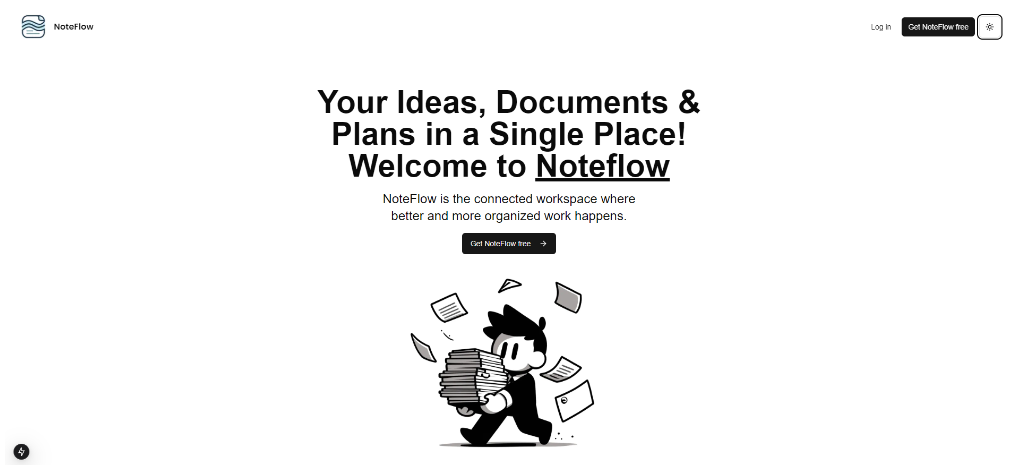 NoteFlow
Log In
Get NoteFlow free
Your Ideas, Documents &
Plans in a Single Place!
Welcome to Noteflow
NoteFlow is the connected workspace where
better and more organized work happens.
Get NoteFlow free